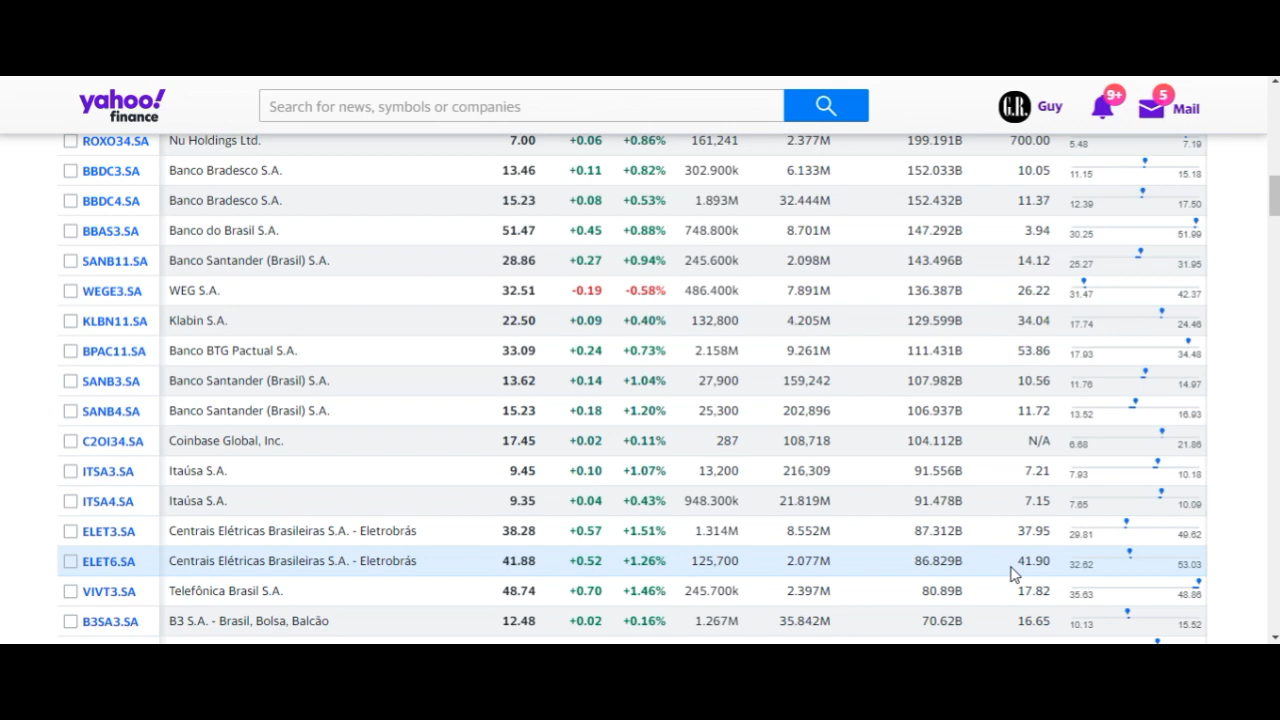 yahoo!
finance
Search for news, symbols or companies
G.R. Guy 9+ 5 Mail
ROXO34.SA Nu Holdings Ltd. 7.00 +0.06 +0.86% 161,241 2.377M 199.191B 700.00 5.48 7.19
BBDC3.SA Banco Bradesco S.A. 13.46 +0.11 +0.82% 302.900k 6.133M 152.033B 10.05 11.15 15.18
BBDC4.SA Banco Bradesco S.A. 15.23 +0.08 +0.53% 1.893M 32.444M 152.432B 11.37 12.39 17.50
BBAS3.SA Banco do Brasil S.A. 51.47 +0.45 +0.88% 748.800k 8.701M 147.292B 3.94 30.25 51.99
SANB11.SA Banco Santander (Brasil) S.A. 28.86 +0.27 +0.94% 245.600k 2.098M 143.496B 14.12 25.27 31.95
WEGE3.SA WEG S.A. 32.51 -0.19 -0.58% 486.400k 7.891M 136.387B 26.22 31.47 42.37
KLBN11.SA Klabin S.A. 22.50 +0.09 +0.40% 132,800 4.205M 129.599B 34.04 17.74 24.46
BPAC11.SA Banco BTG Pactual S.A. 33.09 +0.24 +0.73% 2.158M 9.261M 111.431B 53.86 17.93 34.48
SANB3.SA Banco Santander (Brasil) S.A. 13.62 +0.14 +1.04% 27,900 159,242 107.982B 10.56 11.76 14.97
SANB4.SA Banco Santander (Brasil) S.A. 15.23 +0.18 +1.20% 25,300 202,896 106.937B 11.72 13.52 16.93
C2OI34.SA Coinbase Global, Inc. 17.45 +0.02 +0.11% 287 108,718 104.112B N/A 6.68 21.86
ITSA3.SA Itaúsa S.A. 9.45 +0.10 +1.07% 13,200 216,309 91.556B 7.21 7.93 10.18
ITSA4.SA Itaúsa S.A. 9.35 +0.04 +0.43% 948.300k 21.819M 91.478B 7.15 7.65 10.09
ELET3.SA Centrais Elétricas Brasileiras S.A. - Eletrobrás 38.28 +0.57 +1.51% 1.314M 8.552M 87.312B 37.95 29.81 49.62
ELET6.SA Centrais Elétricas Brasileiras S.A. - Eletrobrás 41.88 +0.52 +1.26% 125,700 2.077M 86.829B 41.90 32.62 53.03
VIVT3.SA Telefônica Brasil S.A. 48.74 +0.70 +1.46% 245.700k 2.397M 80.89B 17.82 35.63 48.86
B3SA3.SA B3 S.A. - Brasil, Bolsa, Balcão 12.48 +0.02 +0.16% 1.267M 35.842M 70.62B 16.65 10.13 15.52